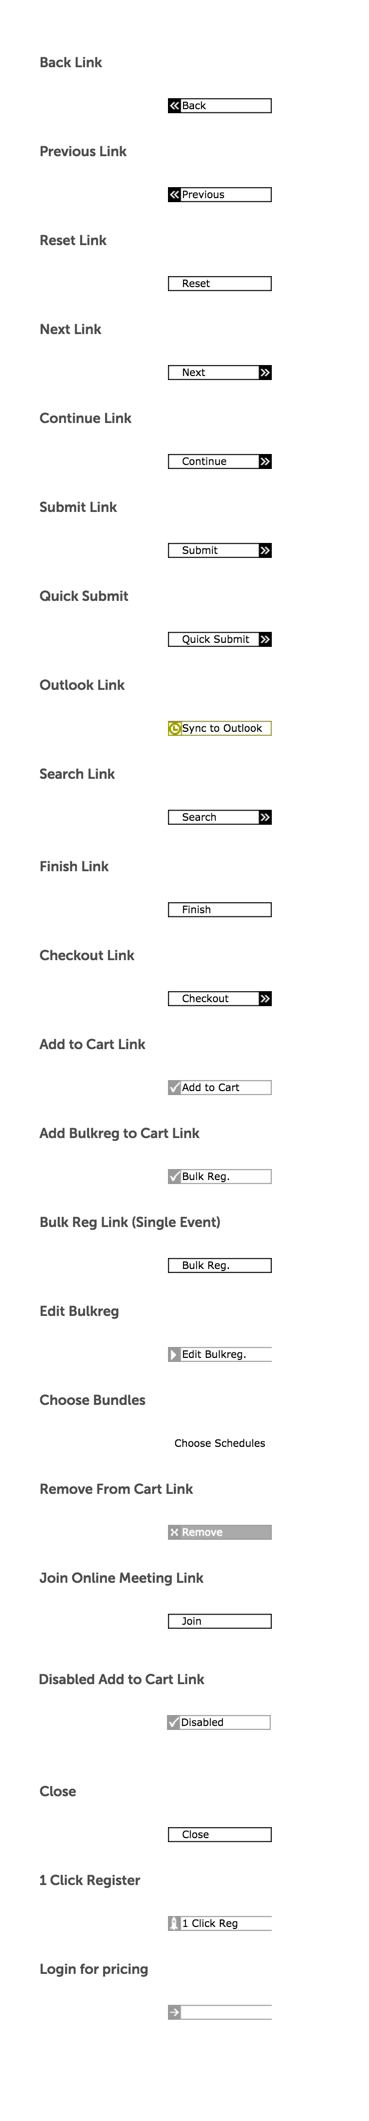 Back Link
Back
Previous Link
Previous
Reset Link
Reset
Next Link
Next
Continue Link
Continue
Submit Link
Submit
Quick Submit
Quick Submit
Outlook Link
Sync to Outlook
Search Link
Search
Finish Link
Finish
Checkout Link
Checkout
Add to Cart Link
Add to Cart
Add Bulkreg to Cart Link
Bulk Reg.
Bulk Reg Link (Single Event)
Bulk Reg.
Edit Bulkreg
Edit Bulkreg.
Choose Bundles
Choose Schedules
Remove From Cart Link
Remove
Join Online Meeting Link
Join
Disabled Add to Cart Link
Disabled
Close
Close
1 Click Register
1 Click Reg
Login for pricing